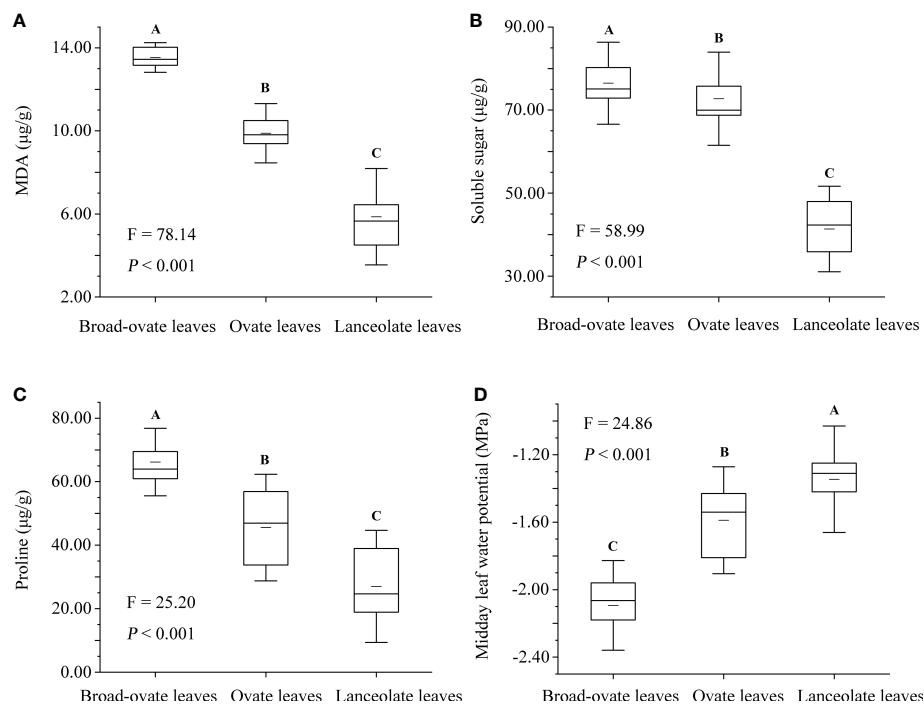 A
MDA (μg/g)
14.00
10.00
6.00
2.00
A
B
C
F = 78.14
P < 0.001
Broad-ovate leaves Ovate leaves Lanceolate leaves
B
Soluble sugar (μg/g)
90.00
70.00
50.00
30.00
A
B
C
F = 58.99
P < 0.001
Broad-ovate leaves Ovate leaves Lanceolate leaves
C
Proline (μg/g)
80.00
60.00
40.00
20.00
0.00
A
B
C
F = 25.20
P < 0.001
Broad-ovate leaves Ovate leaves Lanceolate leaves
D
Midday leaf water potential (MPa)
-1.20
-1.60
-2.00
-2.40
F = 24.86
P < 0.001
C
B
A
Broad-ovate leaves Ovate leaves Lanceolate leaves